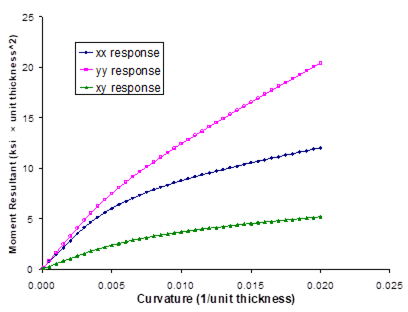 25
20
15
10
5
0
0.000 0.005 0.010 0.015 0.020 0.025
Moment Resultant (ksi × unit thickness^2)
Curvature (1/unit thickness)
xx response
yy response
xy response